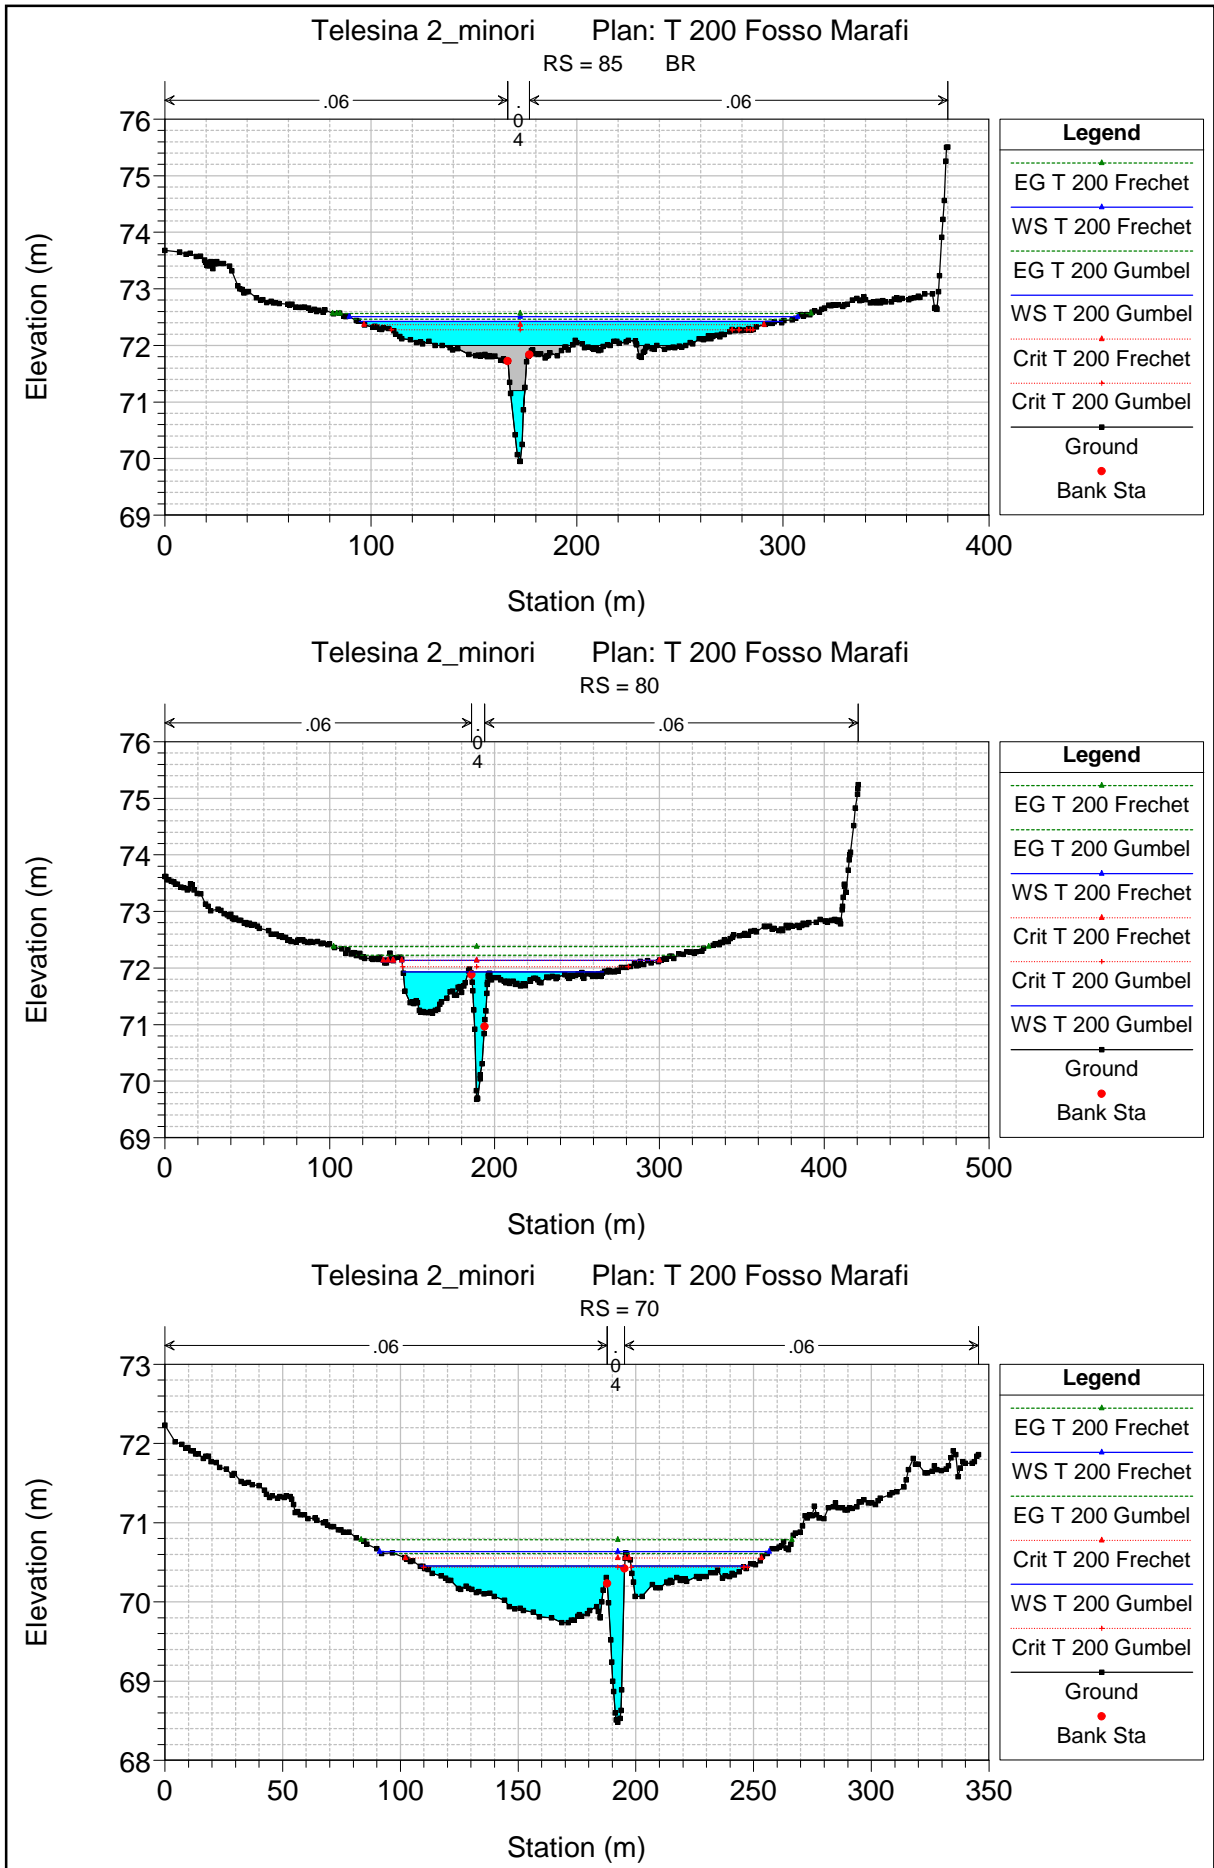 Telesina 2_minori Plan: T 200 Fosso Marafi
RS = 85 BR
.06 .04 .06
Elevation (m)
76
75
74
73
72
71
70
69
0 100 200 300 400
Station (m)
Legend
EG T 200 Frechet
WS T 200 Frechet
EG T 200 Gumbel
WS T 200 Gumbel
Crit T 200 Frechet
Crit T 200 Gumbel
Ground
Bank Sta
Telesina 2_minori Plan: T 200 Fosso Marafi
RS = 80
.06 .04 .06
Elevation (m)
76
75
74
73
72
71
70
69
0 100 200 300 400 500
Station (m)
Legend
EG T 200 Frechet
EG T 200 Gumbel
WS T 200 Frechet
Crit T 200 Frechet
Crit T 200 Gumbel
WS T 200 Gumbel
Ground
Bank Sta
Telesina 2_minori Plan: T 200 Fosso Marafi
RS = 70
.06 .04 .06
Elevation (m)
73
72
71
70
69
68
0 50 100 150 200 250 300 350
Station (m)
Legend
EG T 200 Frechet
WS T 200 Frechet
EG T 200 Gumbel
Crit T 200 Frechet
WS T 200 Gumbel
Crit T 200 Gumbel
Ground
Bank Sta